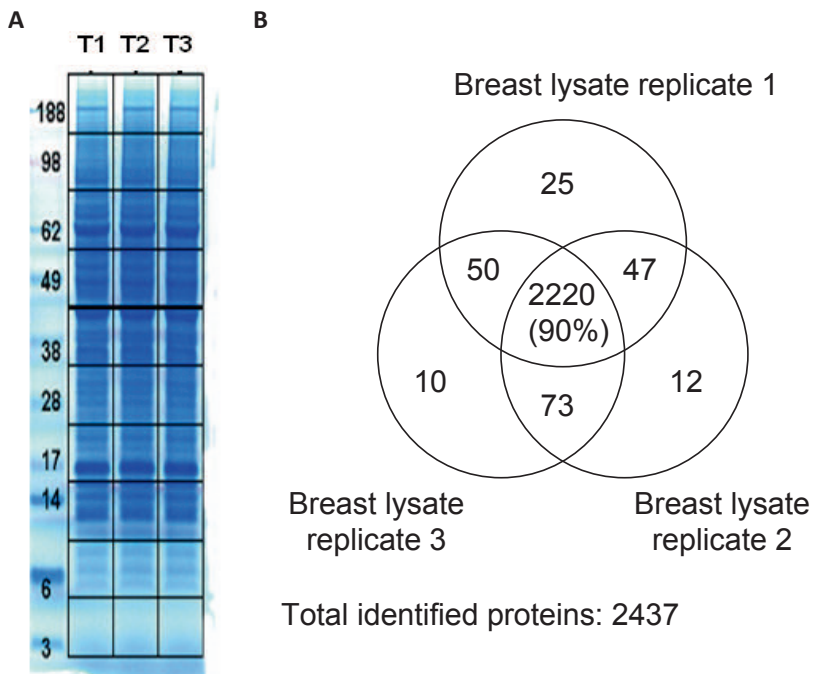 A
T1 T2 T3
188
98
62
49
38
28
17
14
6
3
B
Breast lysate replicate 1
25
50
47
2220
(90%)
10
73
12
Breast lysate
replicate 3
Breast lysate
replicate 2
Total identified proteins: 2437